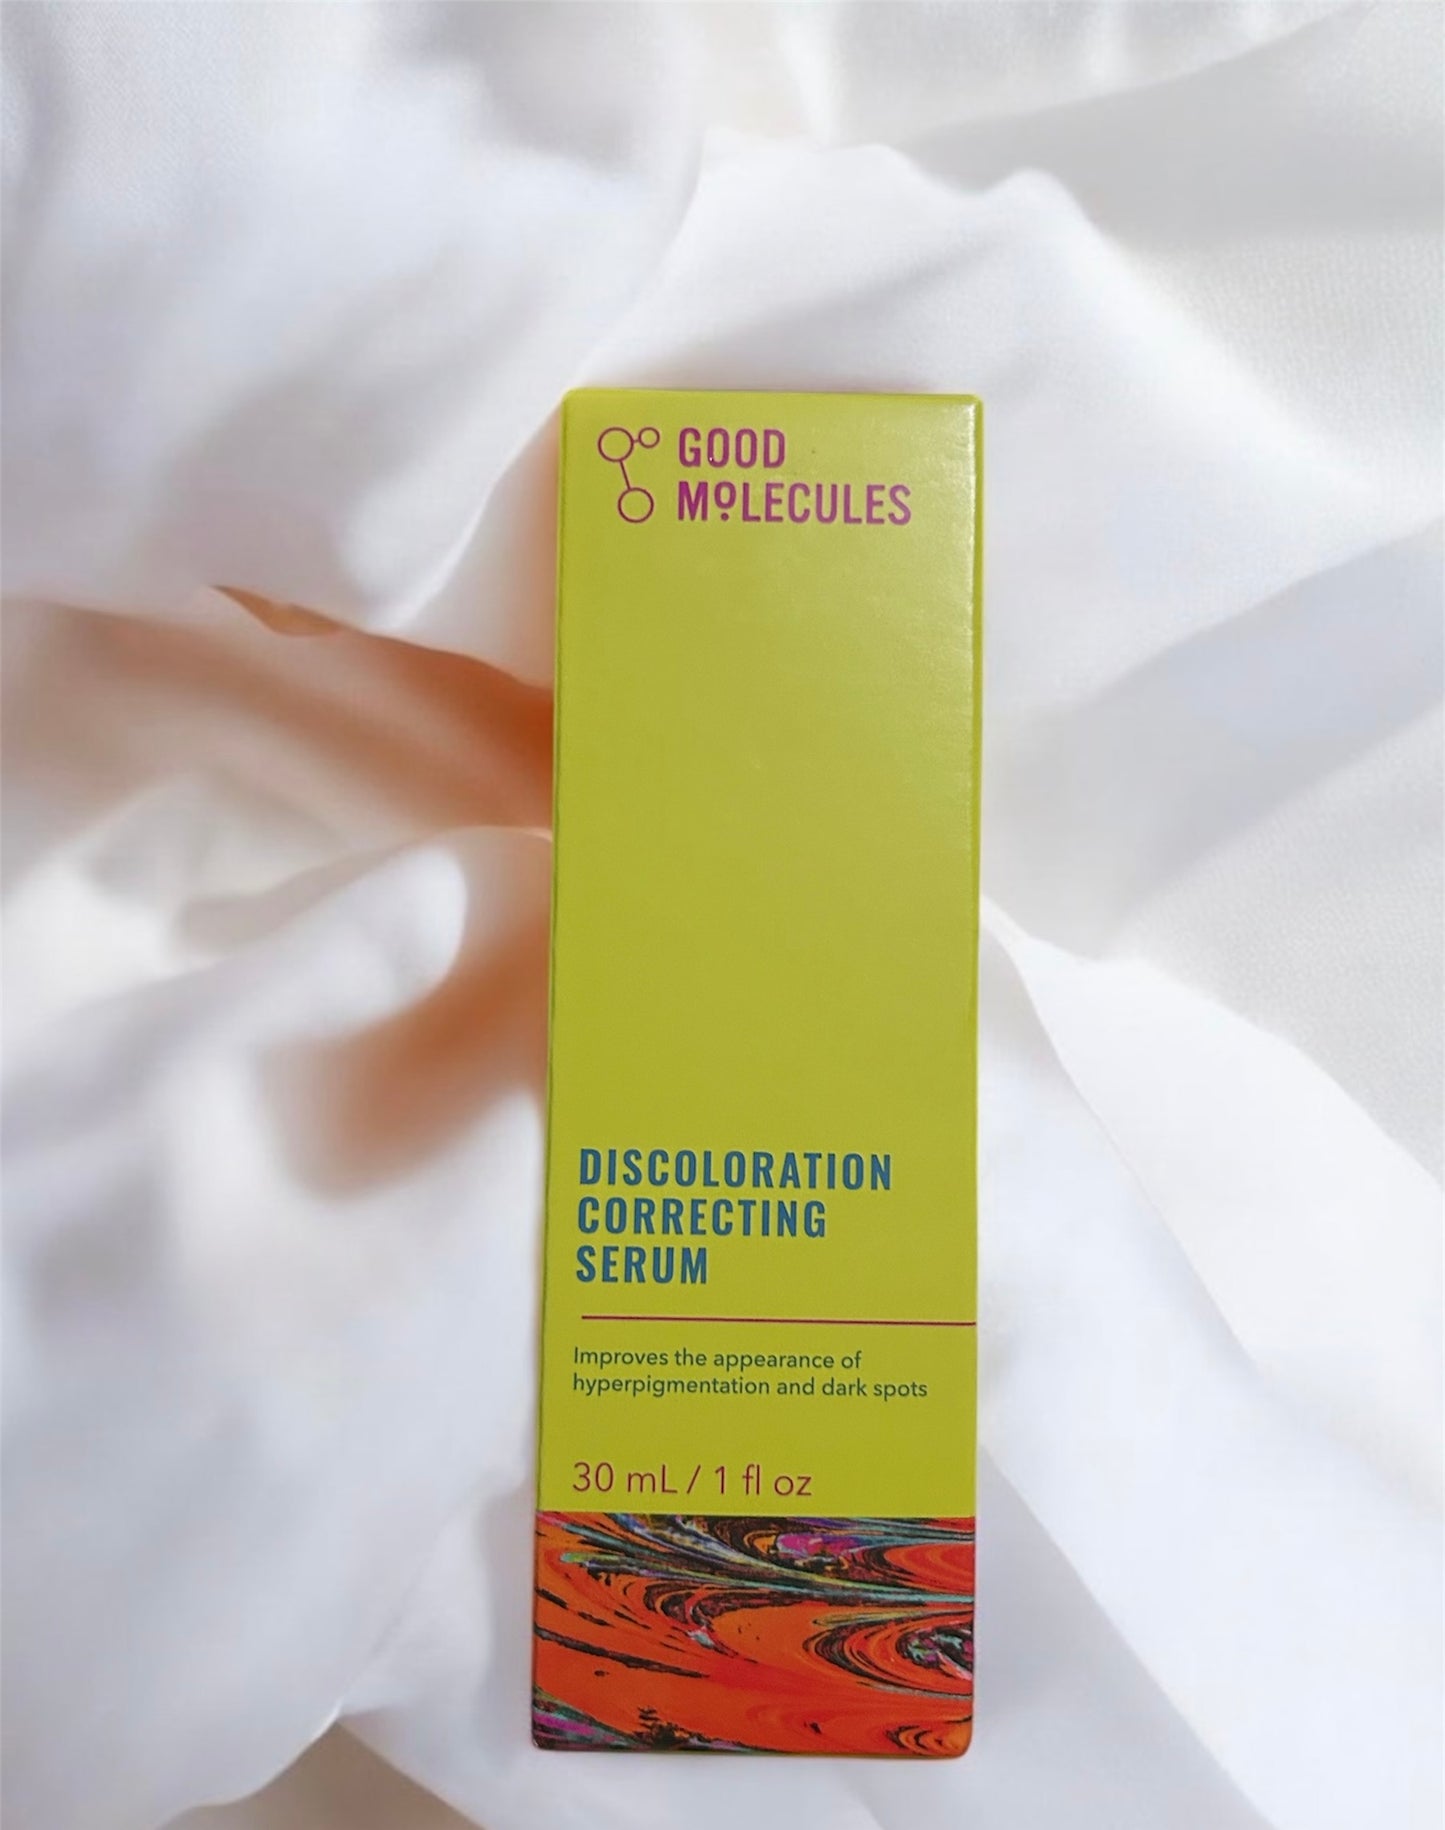 GOOD
MOLECULES
DISCOLORATION
CORRECTING
SERUM
Improves the appearance of
hyperpigmentation and dark spots
30 mL / 1 fl oz